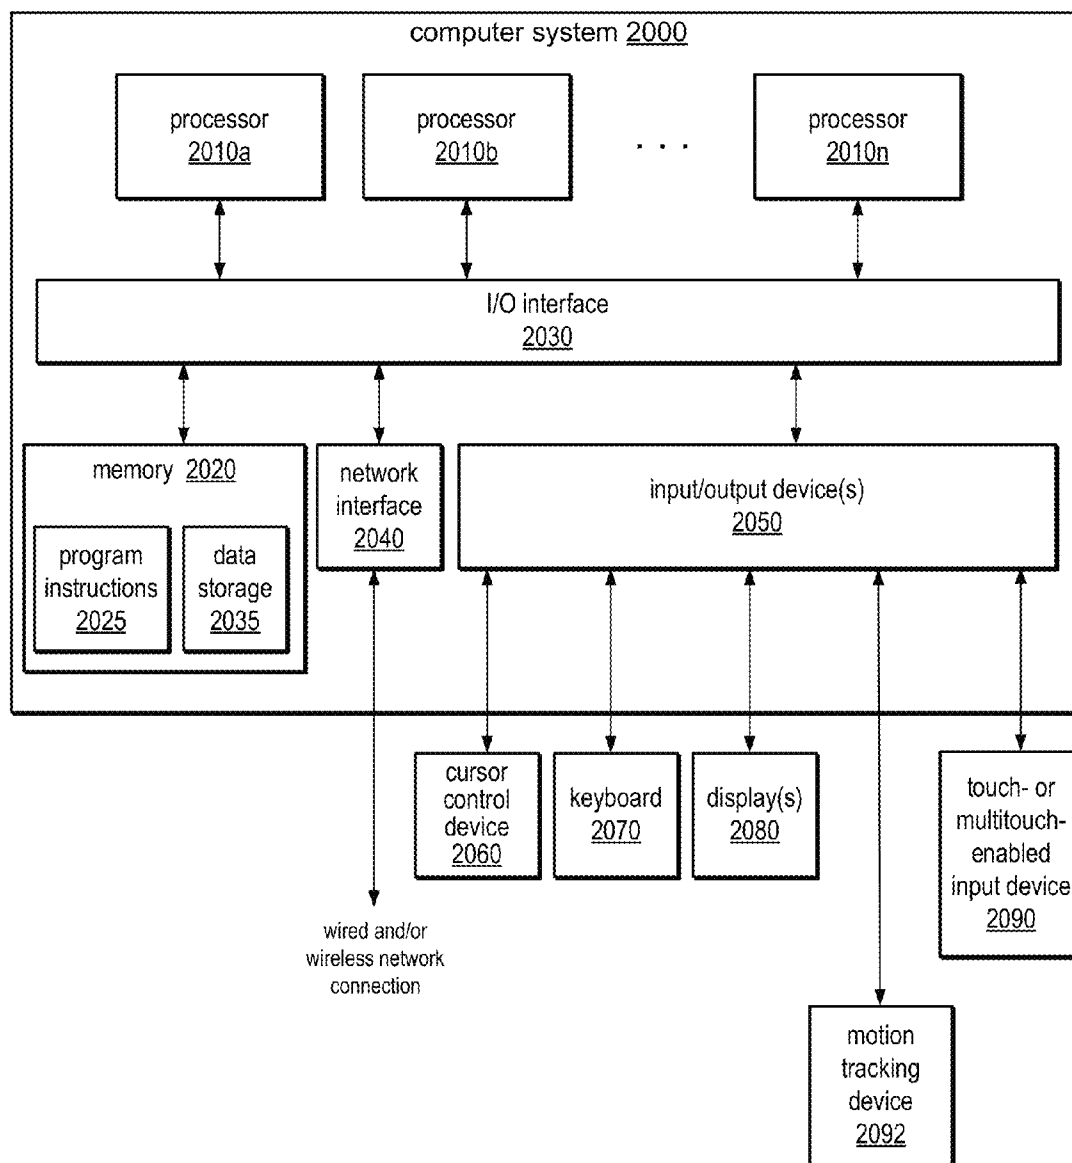 computer system 2000
processor
2010a
processor
2010b
. . .
processor
2010n
I/O interface
2030
memory 2020
program
instructions
2025
data
storage
2035
network
interface
2040
input/output device(s)
2050
cursor
control
device
2060
keyboard
2070
display(s)
2080
touch- or
multitouch-
enabled
input device
2090
wired and/or
wireless network
connection
motion
tracking
device
2092